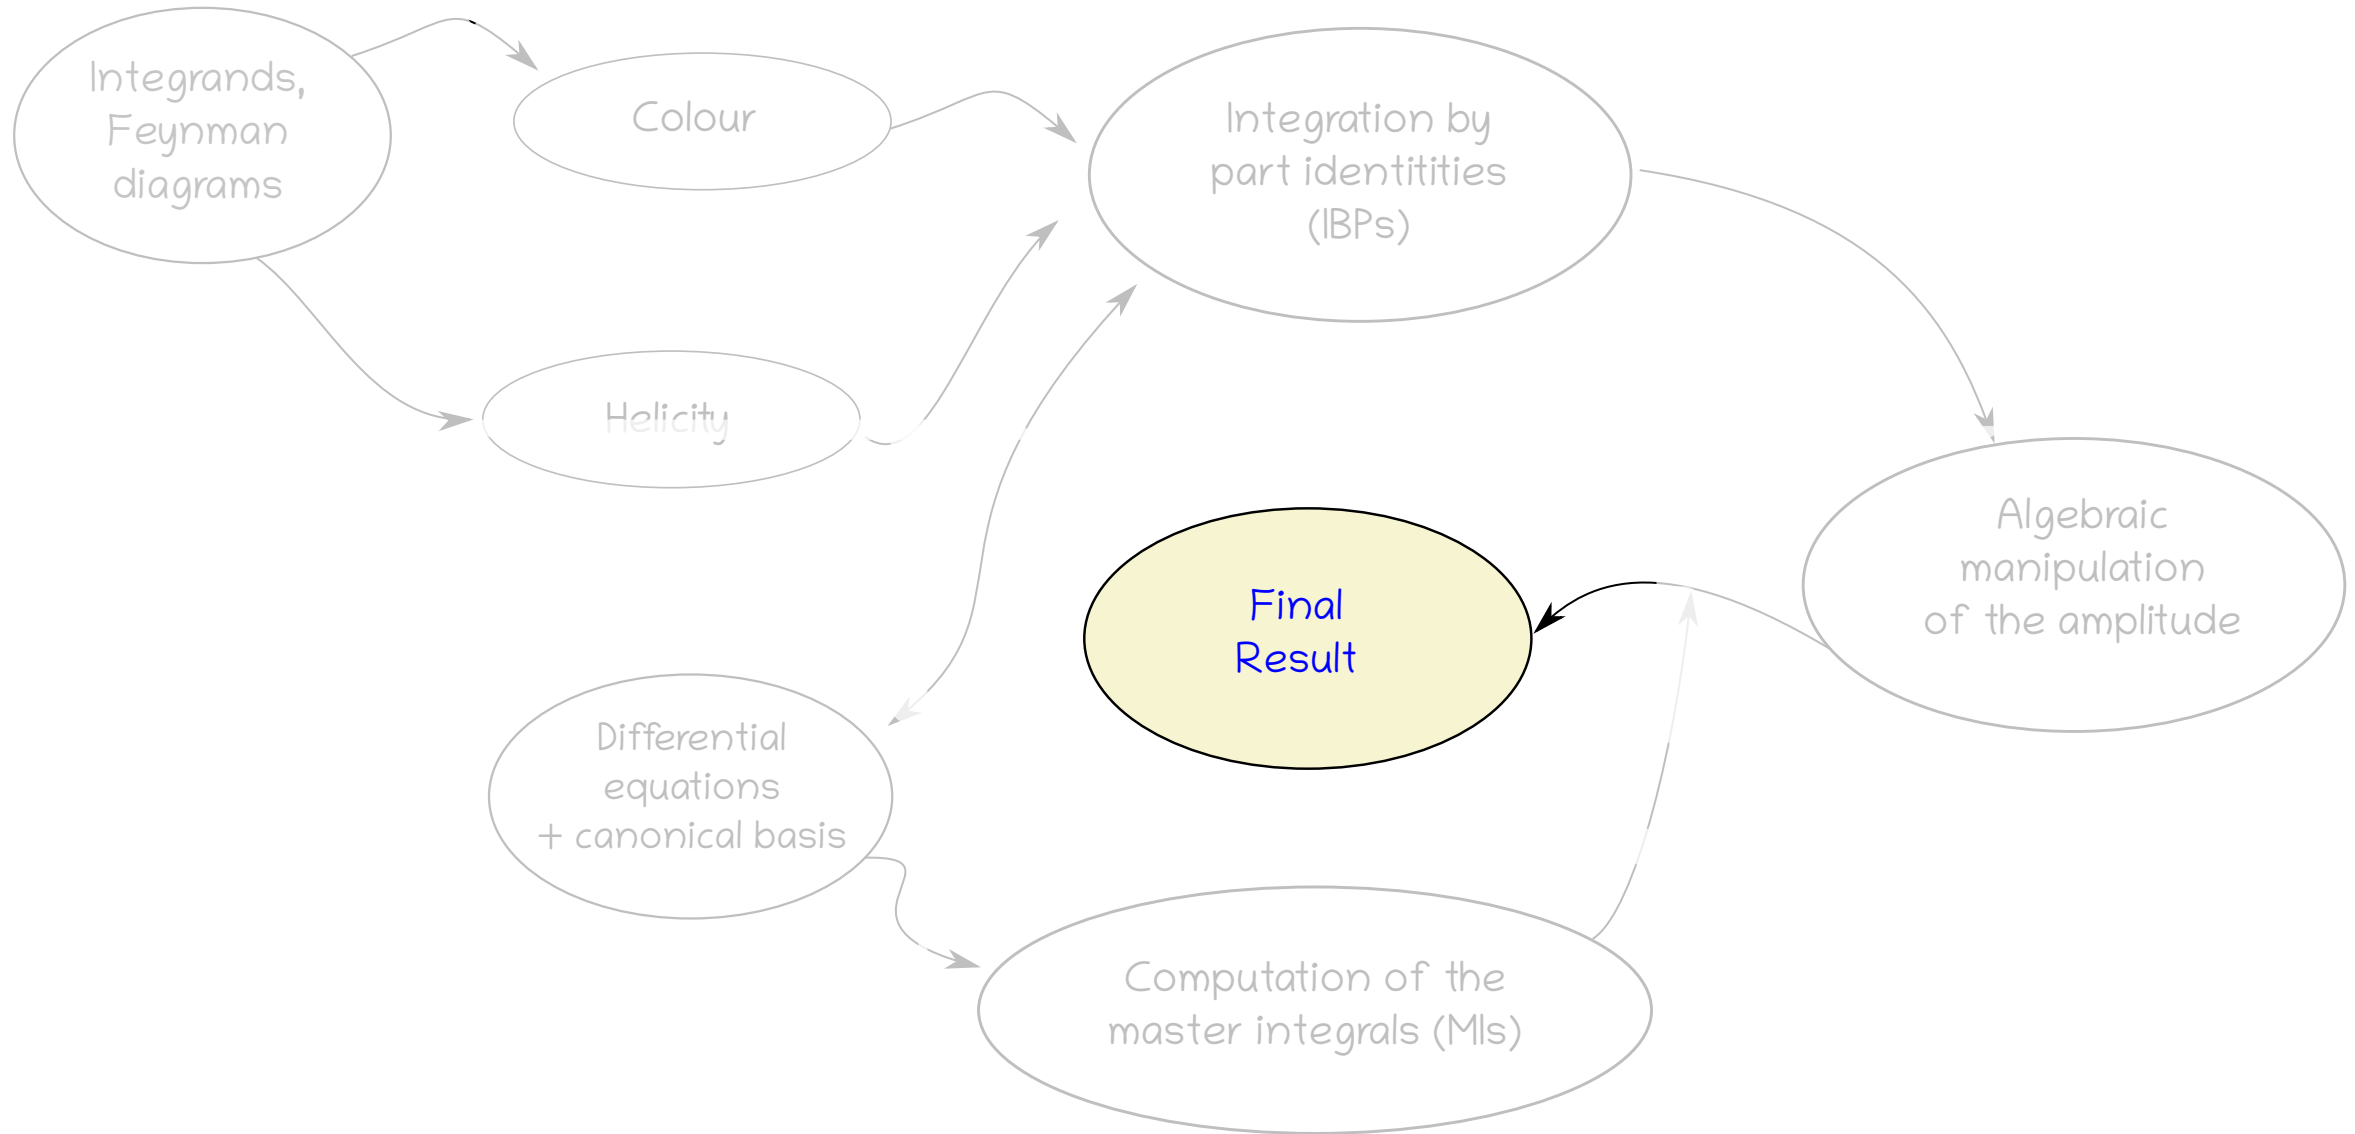 Integrands,
Feynman
diagrams
Colour
Integration by
part identitities
(IBPs)
Helicity
Algebraic
manipulation
of the amplitude
Final
Result
Differential
equations
+ canonical basis
Computation of the
master integrals (MIs)